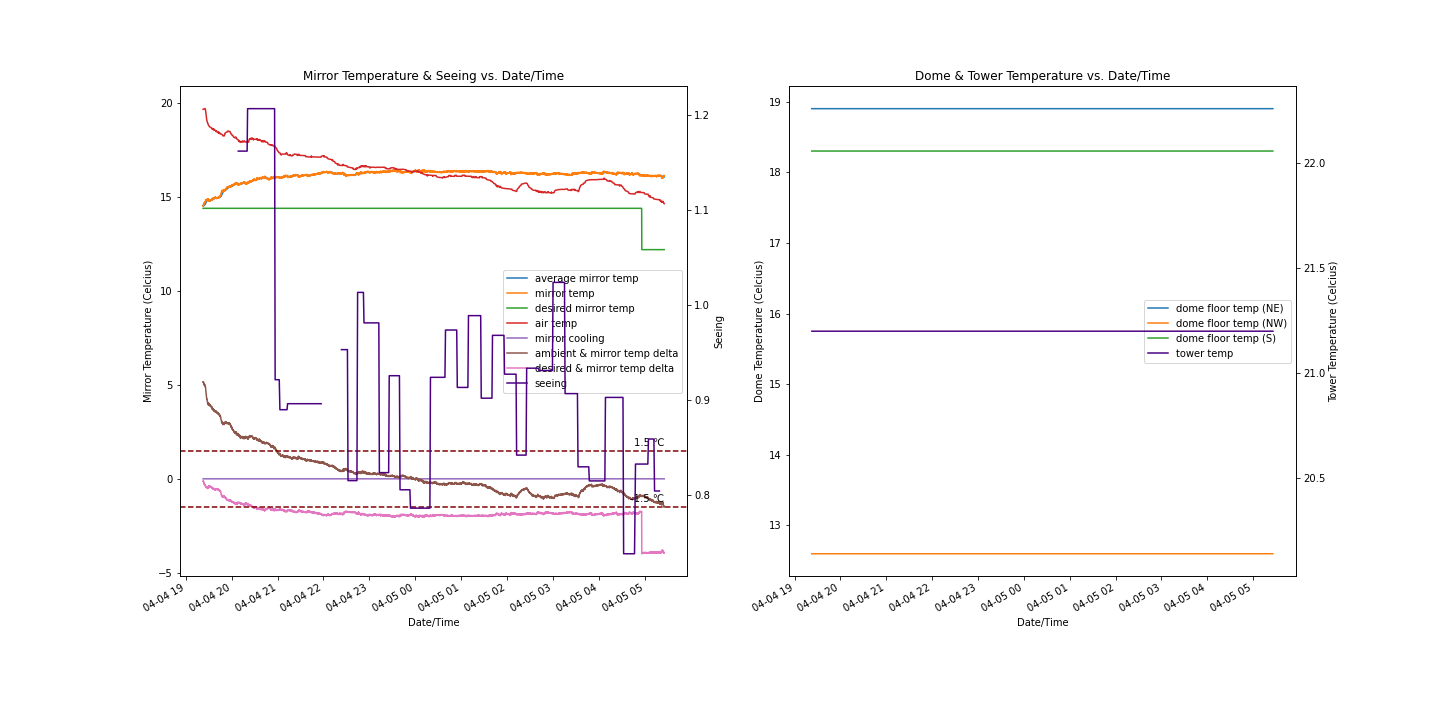 Mirror Temperature & Seeing vs. Date/Time
Mirror Temperature (Celcius)
20
15
10
5
0
−5
1.2
1.1
1.0
0.9
0.8
Seeing
average mirror temp
mirror temp
desired mirror temp
air temp
mirror cooling
ambient & mirror temp delta
desired & mirror temp delta
seeing
1.5 °C
-1.5 °C
04-04 19
04-04 20
04-04 21
04-04 22
04-04 23
04-05 00
04-05 01
04-05 02
04-05 03
04-05 04
04-05 05
Date/Time
Dome & Tower Temperature vs. Date/Time
Dome Temperature (Celcius)
19
18
17
16
15
14
13
22.0
21.5
21.0
20.5
Tower Temperature (Celcius)
dome floor temp (NE)
dome floor temp (NW)
dome floor temp (S)
tower temp
04-04 19
04-04 20
04-04 21
04-04 22
04-04 23
04-05 00
04-05 01
04-05 02
04-05 03
04-05 04
04-05 05
Date/Time